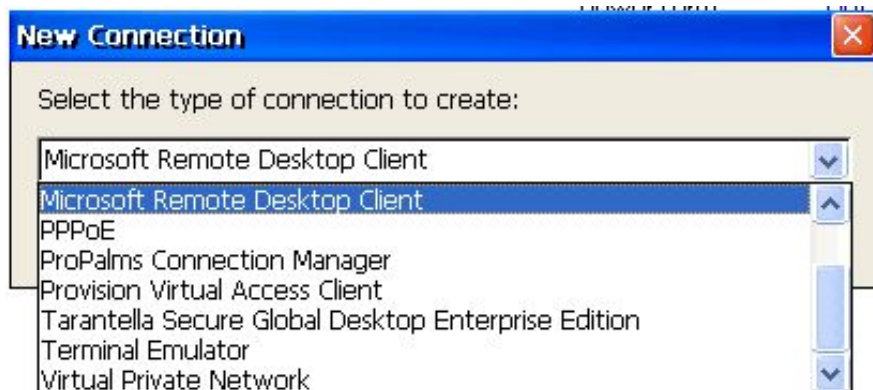 New Connection
Select the type of connection to create:
Microsoft Remote Desktop Client
Microsoft Remote Desktop Client
PPPoE
ProPalms Connection Manager
Provision Virtual Access Client
Tarantella Secure Global Desktop Enterprise Edition
Terminal Emulator
Virtual Private Network